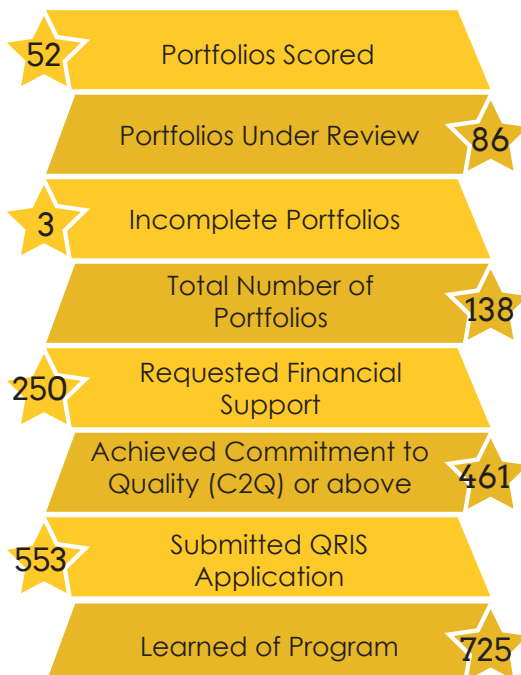 52
Portfolios Scored
Portfolios Under Review
86
3
Incomplete Portfolios
Total Number of
Portfolios
138
250
Requested Financial
Support
Achieved Commitment to
Quality (C2Q) or above
461
553
Submitted QRIS
Application
Learned of Program
725